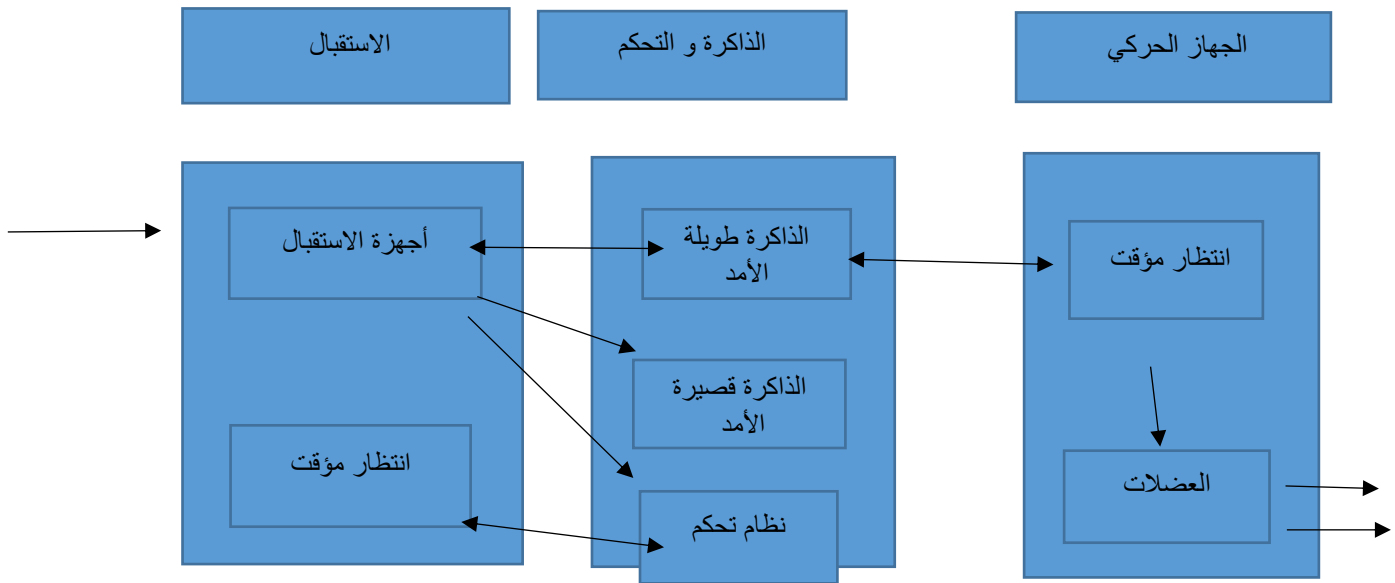 الجهاز الحركي
الذاكرة و التحكم
الاستقبال
انتظار مؤقت
العضلات
الذاكرة طويلة
الأمد
الذاكرة قصيرة
الأمد
نظام تحكم
أجهزة الاستقبال
انتظار مؤقت